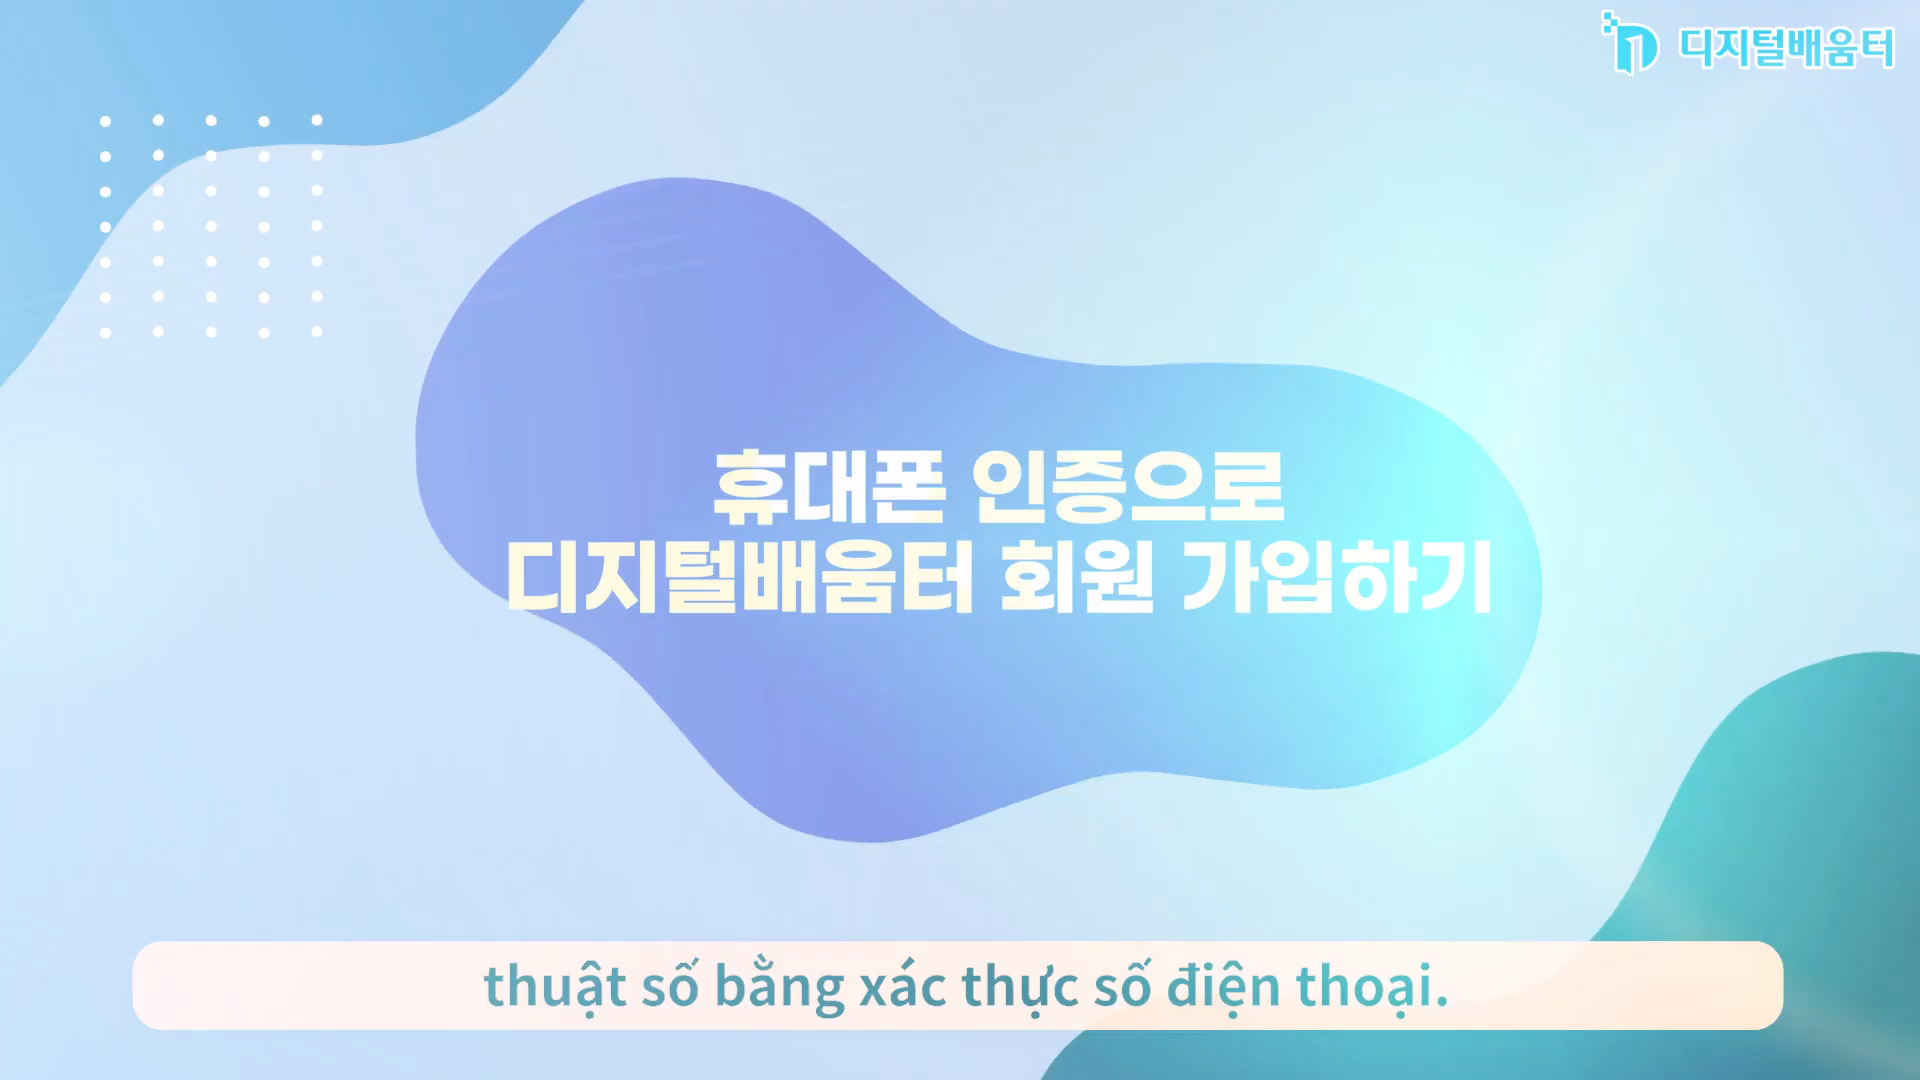 디지털배움터
휴대폰 인증으로
디지털배움터 회원 가입하기
thuật số bằng xác thực số điện thoại.